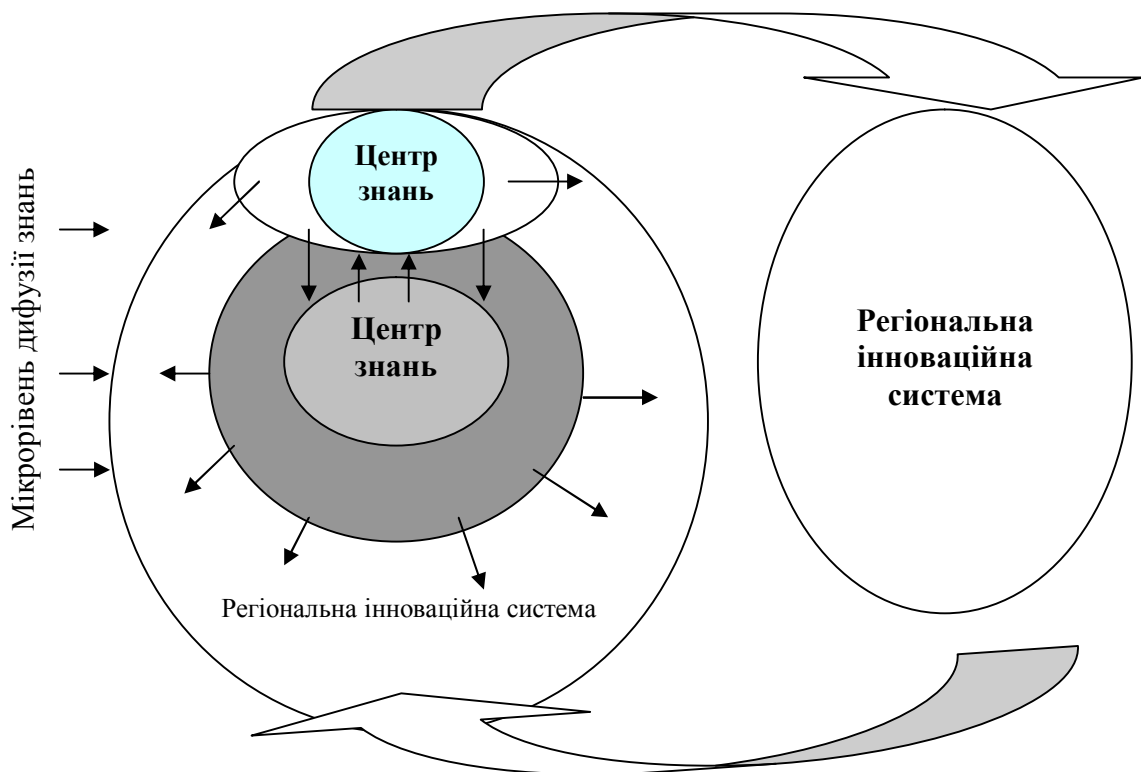 Мікрорівень дифузії знань
Центр
знань
Центр
знань
Регіональна інноваційна система
Регіональна
інноваційна
система